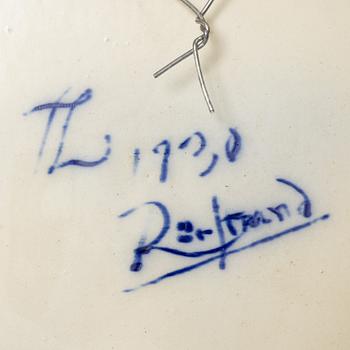 TL 1930
Rörstrand